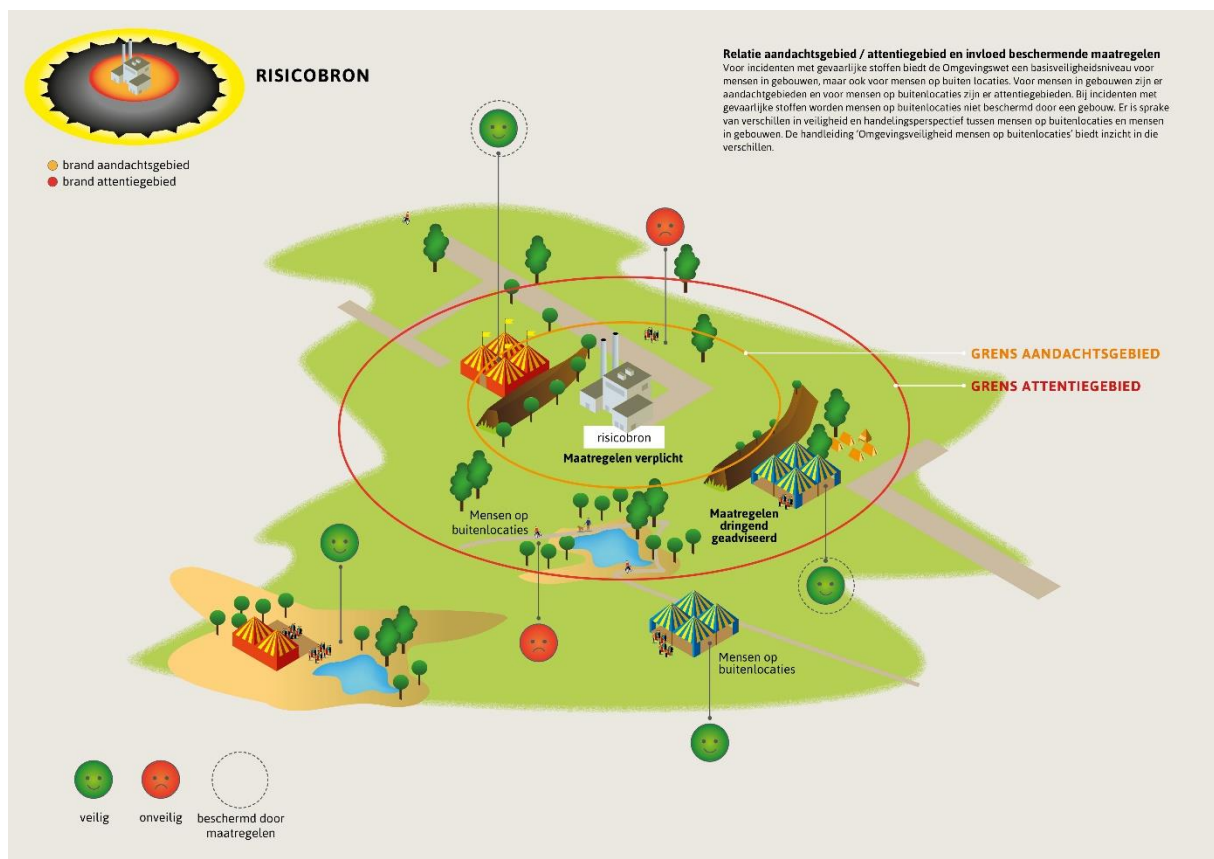 RISICOBRON
brand aandachtsgebied
brand attentiegebied
Relatie aandachtsgebied / attentiegebied en invloed beschermende maatregelen
Voor incidenten met gevaarlijke stoffen biedt de Omgevingswet een basisveiligheidsniveau voor
mensen in gebouwen, maar ook voor mensen op buiten locaties. Voor mensen in gebouwen zijn er
aandachtgebieden en voor mensen op buitenlocaties zijn er attentiegebieden. Bij incidenten met
gevaarlijke stoffen worden mensen op buitenlocaties niet beschermd door een gebouw. Er is sprake
van verschillen in veiligheid en handelingsperspectief tussen mensen op buitenlocaties en mensen
in gebouwen. De handleiding ‘Omgevingsveiligheid mensen op buitenlocaties’ biedt inzicht in die
verschillen.
GRENS AANDACHTSGEBIED
GRENS ATTENTIEGEBIED
risicobron
Maatregelen verplicht
Mensen op
buitenlocaties
Maatregelen
dringend
geadviseerd
Mensen op
buitenlocaties
veilig
onveilig
beschermd door
maatregelen